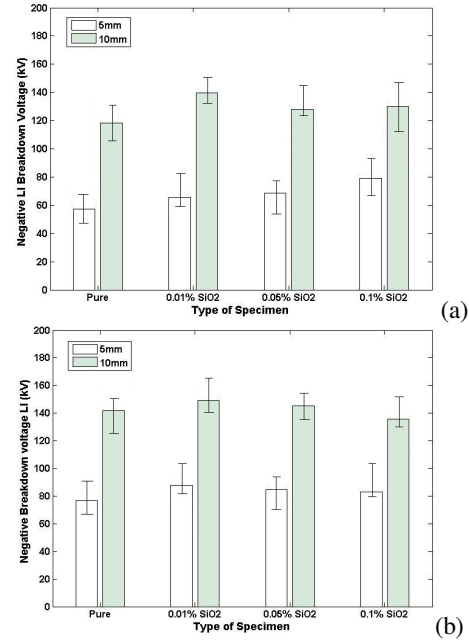 200
180
160
140
120
100
80
60
40
20
0
Negative LI Breakdown Voltage (kV)
5mm
10mm
Pure 0.01% SiO2 0.05% SiO2 0.1% SiO2
Type of Specimen
(a)
200
180
160
140
120
100
80
60
40
20
0
Negative Breakdown voltage LI (kV)
5mm
10mm
Pure 0.01% SiO2 0.05% SiO2 0.1% SiO2
Type of Specimen
(b)